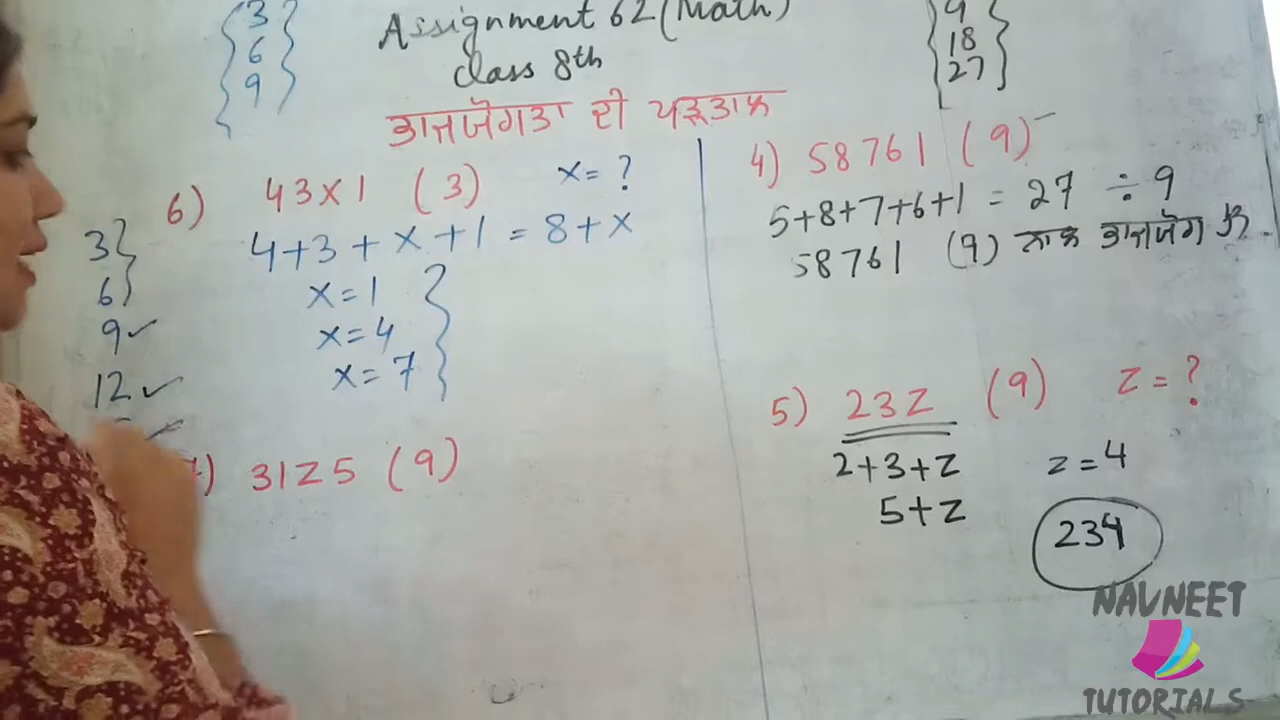 3
6
9
Assignment 62 (Math)
class 8th
9
18
27
ਭਾਜਯੋਗਤਾ ਦੀ ਪੜਤਾਲ
6) 43x1 (3) x = ?
4+3+x+1 = 8+x
x=1
x=4
x=7
3
6
9 ✓
12 ✓
3125 (9)
4) 58761 (9)
5+8+7+6+1 = 27 ÷ 9
58761 (9) ਨਾਲ ਭਾਜਯੋਗ ਹੈ.
5) 23z (9) z = ?
2+3+z z = 4
5+z
234
NAVNEET
TUTORIALS